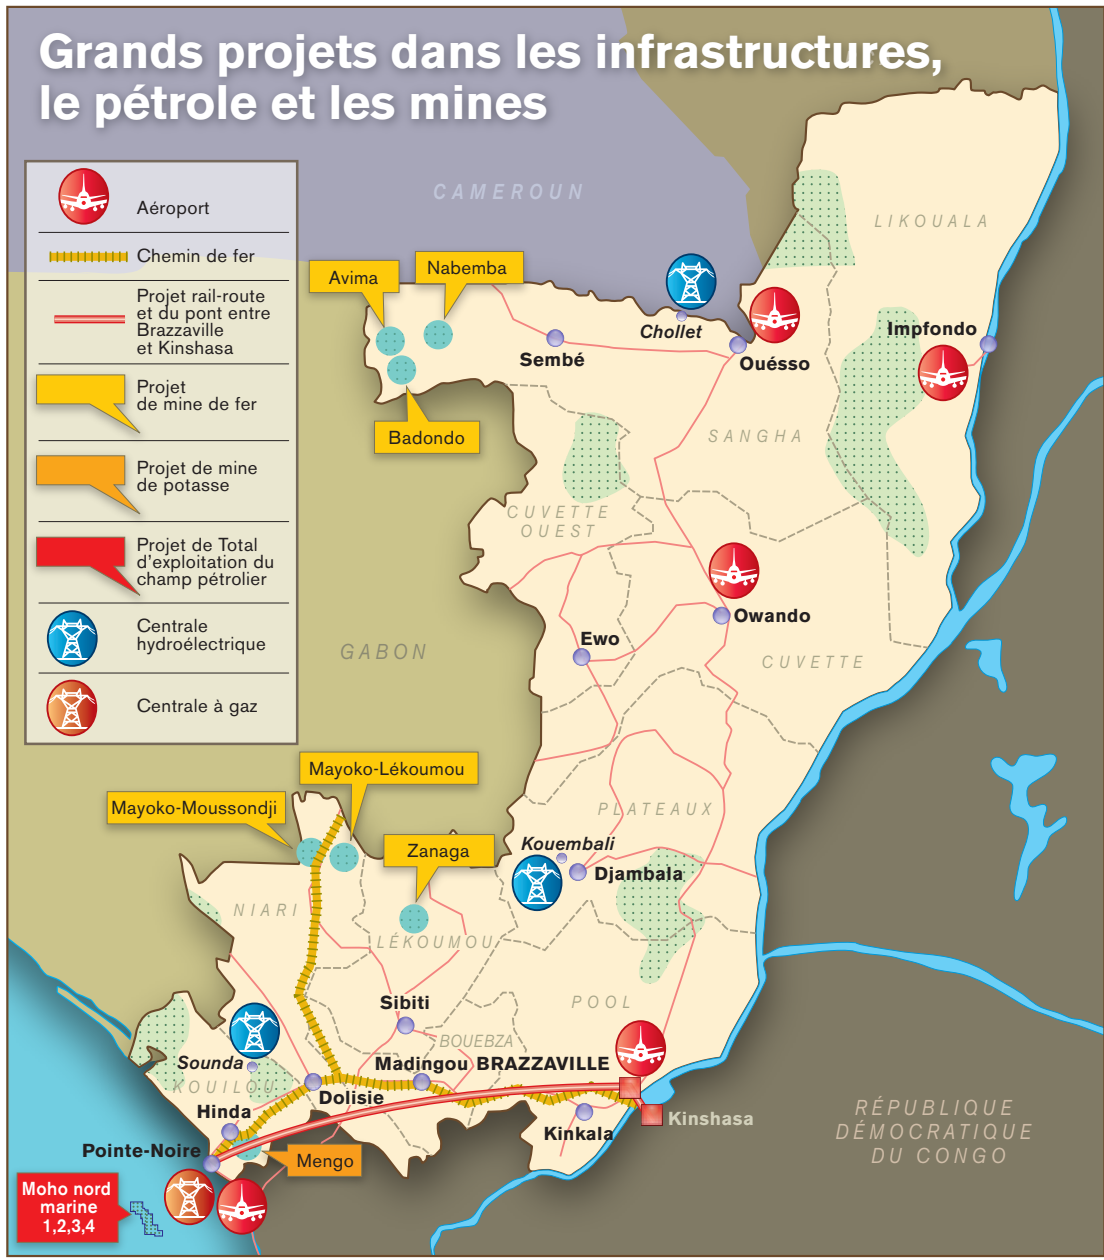 Grands projets dans les infrastructures,
le pétrole et les mines
Aéroport
Chemin de fer
Projet rail-route
et du pont entre
Brazzaville
et Kinshasa
Projet
de mine de fer
Projet de mine
de potasse
Projet de Total
d'exploitation du
champ pétrolier
Centrale
hydroélectrique
Centrale à gaz
CAMEROUN
LIKOUALA
Avima
Nabemba
Chollet
Impfondo
Sembé
Ouésso
Badondo
SANGHA
CUVETTE
OUEST
Owando
Ewo
GABON
CUVETTE
Mayoko-Lékoumou
Mayoko-Moussondji
PLATEAUX
Zanaga
Kouembali
Djambala
NIARI
LÉKOUMOU
Sibiti
POOL
BOUEBZA
Sounda
Madingou
BRAZZAVILLE
KOUILOU
Dolisie
Hinda
Kinshasa
Kinkala
RÉPUBLIQUE
DÉMOCRATIQUE
DU CONGO
Pointe-Noire
Mengo
Moho nord
marine
1,2,3,4